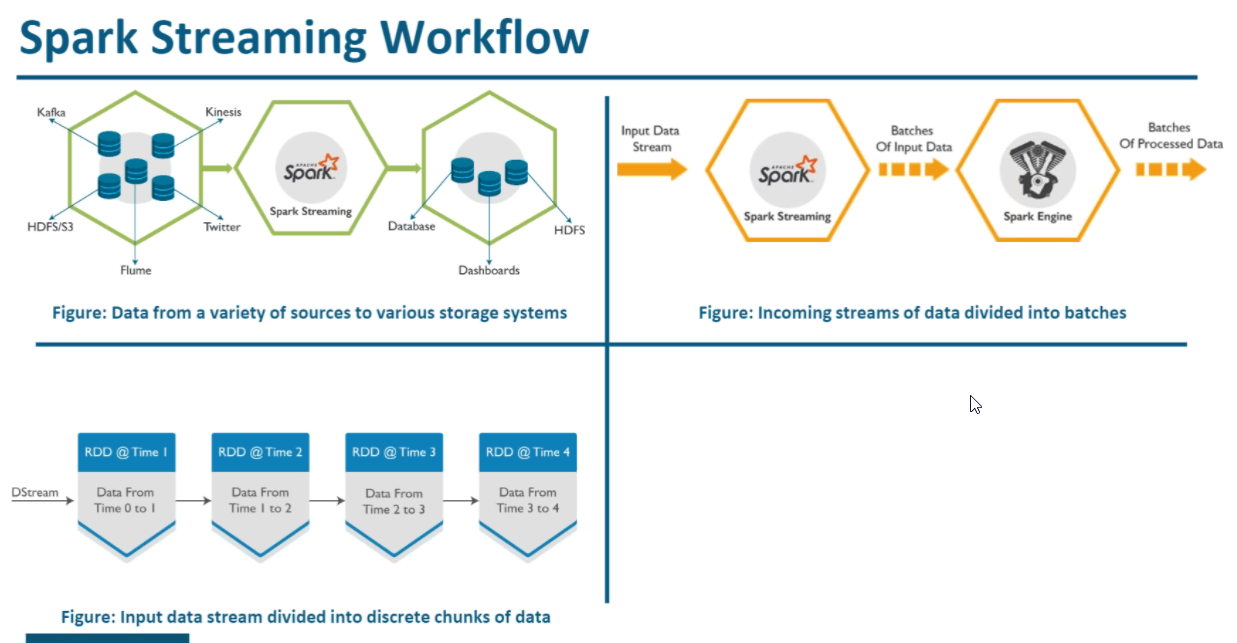 Spark Streaming Workflow
Kafka
Kinesis
APACHE
Spark
Spark Streaming
HDFS/S3
Twitter
Flume
Database
HDFS
Dashboards
Figure: Data from a variety of sources to various storage systems
Input Data
Stream
APACHE
Spark
Spark Streaming
Batches
Of Input Data
Spark Engine
Batches
Of Processed Data
Figure: Incoming streams of data divided into batches
DStream
RDD @ Time 1
Data From
Time 0 to 1
RDD @ Time 2
Data From
Time 1 to 2
RDD @ Time 3
Data From
Time 2 to 3
RDD @ Time 4
Data From
Time 3 to 4
Figure: Input data stream divided into discrete chunks of data